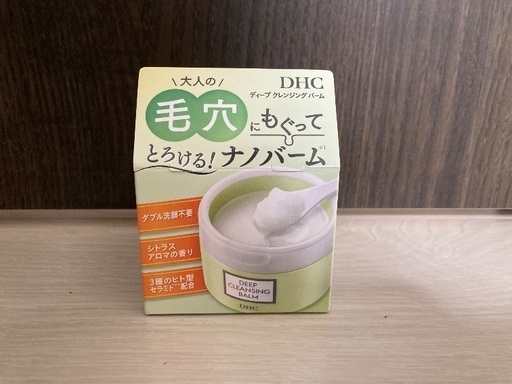 \大人の/
DHC
ディープ クレンジング バーム
毛穴にもぐって
とろける!ナノバーム※1
ダブル洗顔不要
シトラス
アロマの香り
3種のヒト型
セラミド
配合
DEEP
CLEANSING
BALM
DHC